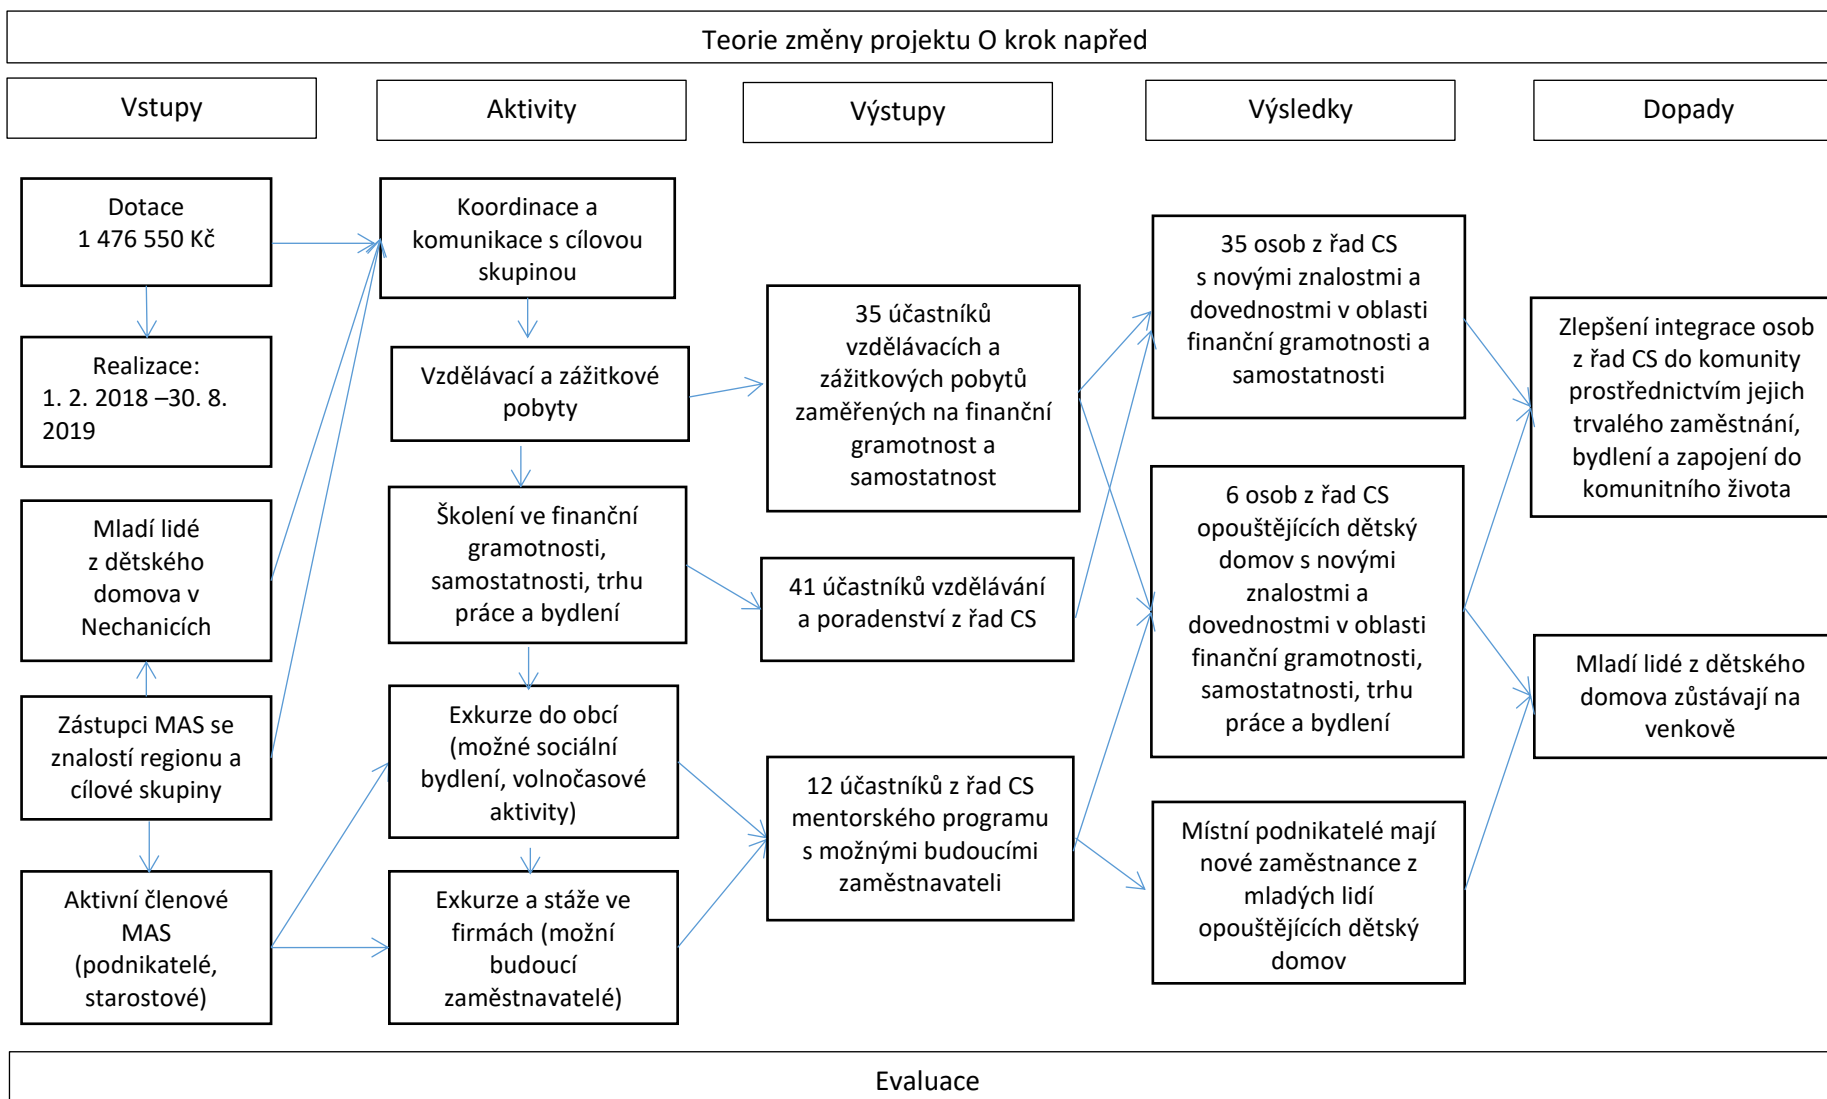 Teorie změny projektu O krok napřed
Vstupy
Aktivity
Výstupy
Výsledky
Dopady
Dotace
1 476 550 Kč
Realizace:
1. 2. 2018 –30. 8.
2019
Mladí lidé
z dětského
domova v
Nechanicích
Zástupci MAS se
znalostí regionu a
cílové skupiny
Aktivní členové
MAS
(podnikatelé,
starostové)
Koordinace a
komunikace s cílovou
skupinou
Vzdělávací a zážitkové
pobyty
Školení ve finanční
gramotnosti,
samostatnosti, trhu
práce a bydlení
Exkurze do obcí
(možné sociální
bydlení, volnočasové
aktivity)
Exkurze a stáže ve
firmách (možní
budoucí
zaměstnavatelé)
35 účastníků
vzdělávacích a
zážitkových pobytů
zaměřených na finanční
gramotnost a
samostatnost
41 účastníků vzdělávání
a poradenství z řad CS
12 účastníků z řad CS
mentorského programu
s možnými budoucími
zaměstnavateli
35 osob z řad CS
s novými znalostmi a
dovednostmi v oblasti
finanční gramotnosti a
samostatnosti
6 osob z řad CS
opouštějících dětský
domov s novými
znalostmi a
dovednostmi v oblasti
finanční gramotnosti,
samostatnosti, trhu
práce a bydlení
Místní podnikatelé mají
nové zaměstnance z
mladých lidí
opouštějících dětský
domov
Zlepšení integrace osob
z řad CS do komunity
prostřednictvím jejich
trvalého zaměstnání,
bydlení a zapojení do
komunitního života
Mladí lidé z dětského
domova zůstávají na
venkově
Evaluace